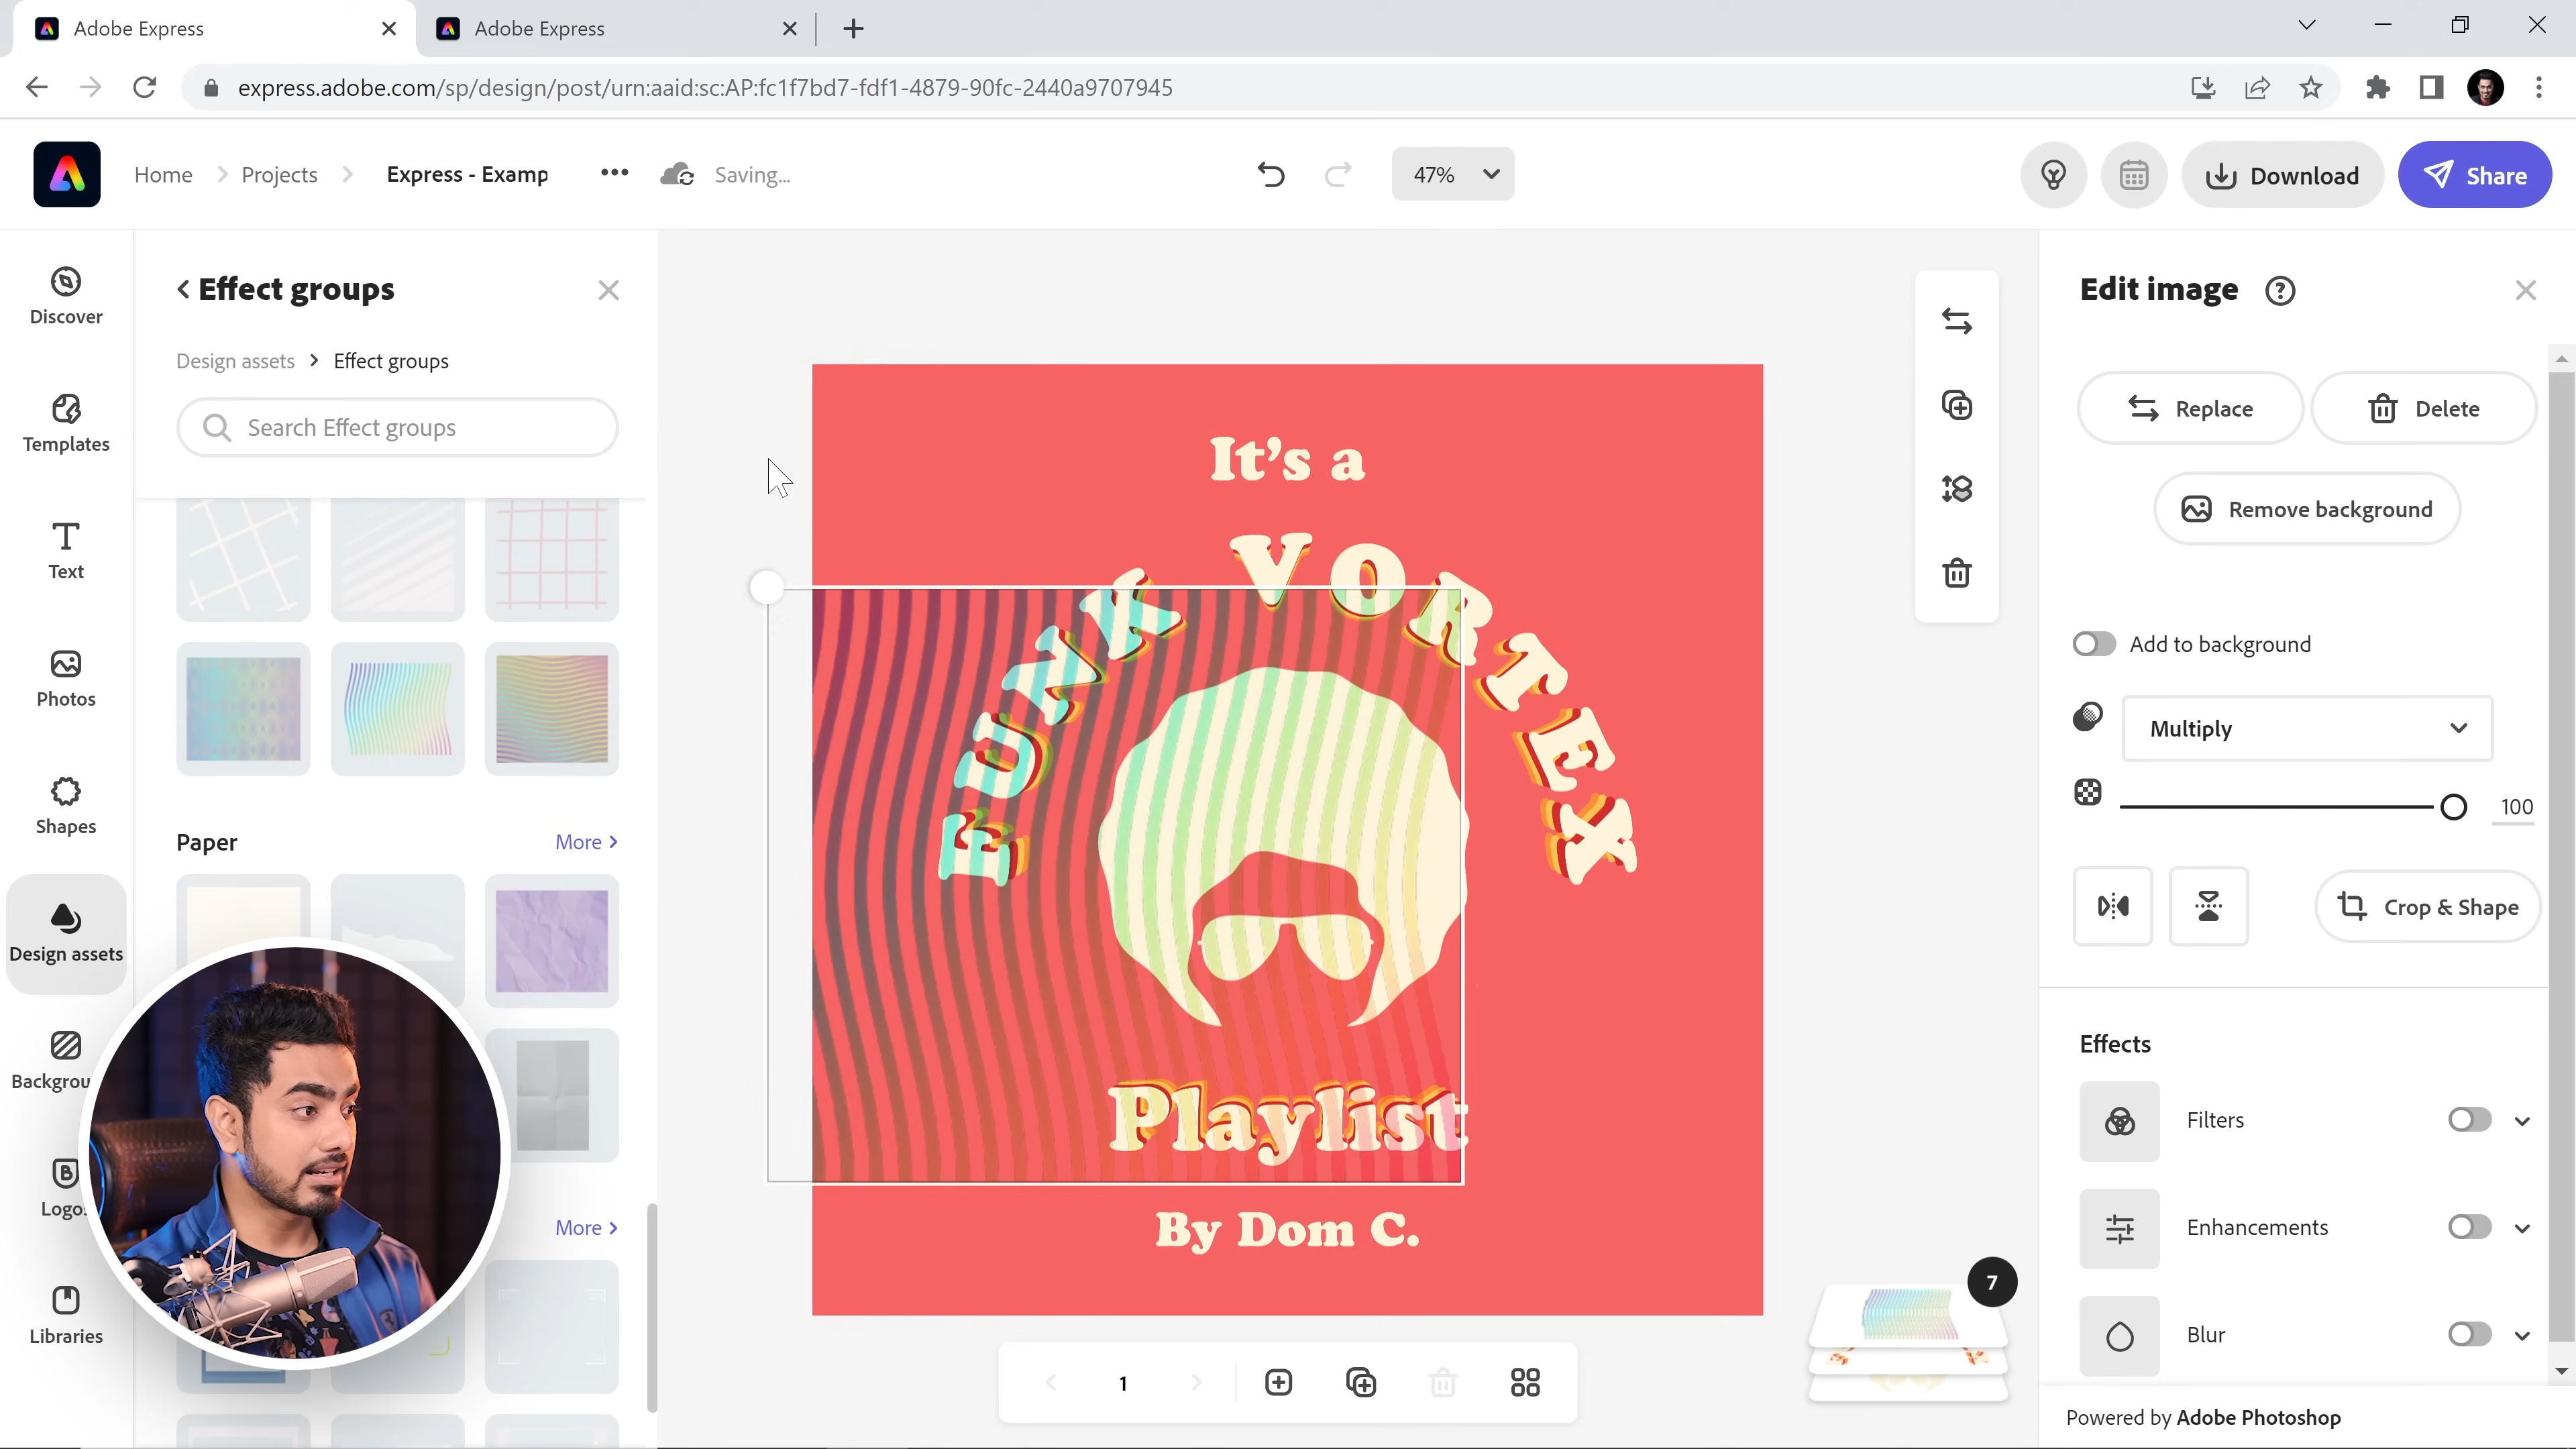 Adobe Express
Adobe Express
express.adobe.com/sp/design/post/urn:aaid:sc:AP:fc1f7bd7-fdf1-4879-90fc-2440a9707945
Home
Projects
Express - Examp
Saving...
47%
Download
Share
Discover
Templates
Text
Photos
Shapes
Design assets
Backgrou
Logos
Libraries
Effect groups
Design assets > Effect groups
Search Effect groups
Paper
More >
More >
It's a
FUNK VORTEX
Playlist
By Dom C.
1
7
Edit image
Replace
Delete
Remove background
Add to background
Multiply
100
Crop & Shape
Effects
Filters
Enhancements
Blur
Powered by Adobe Photoshop